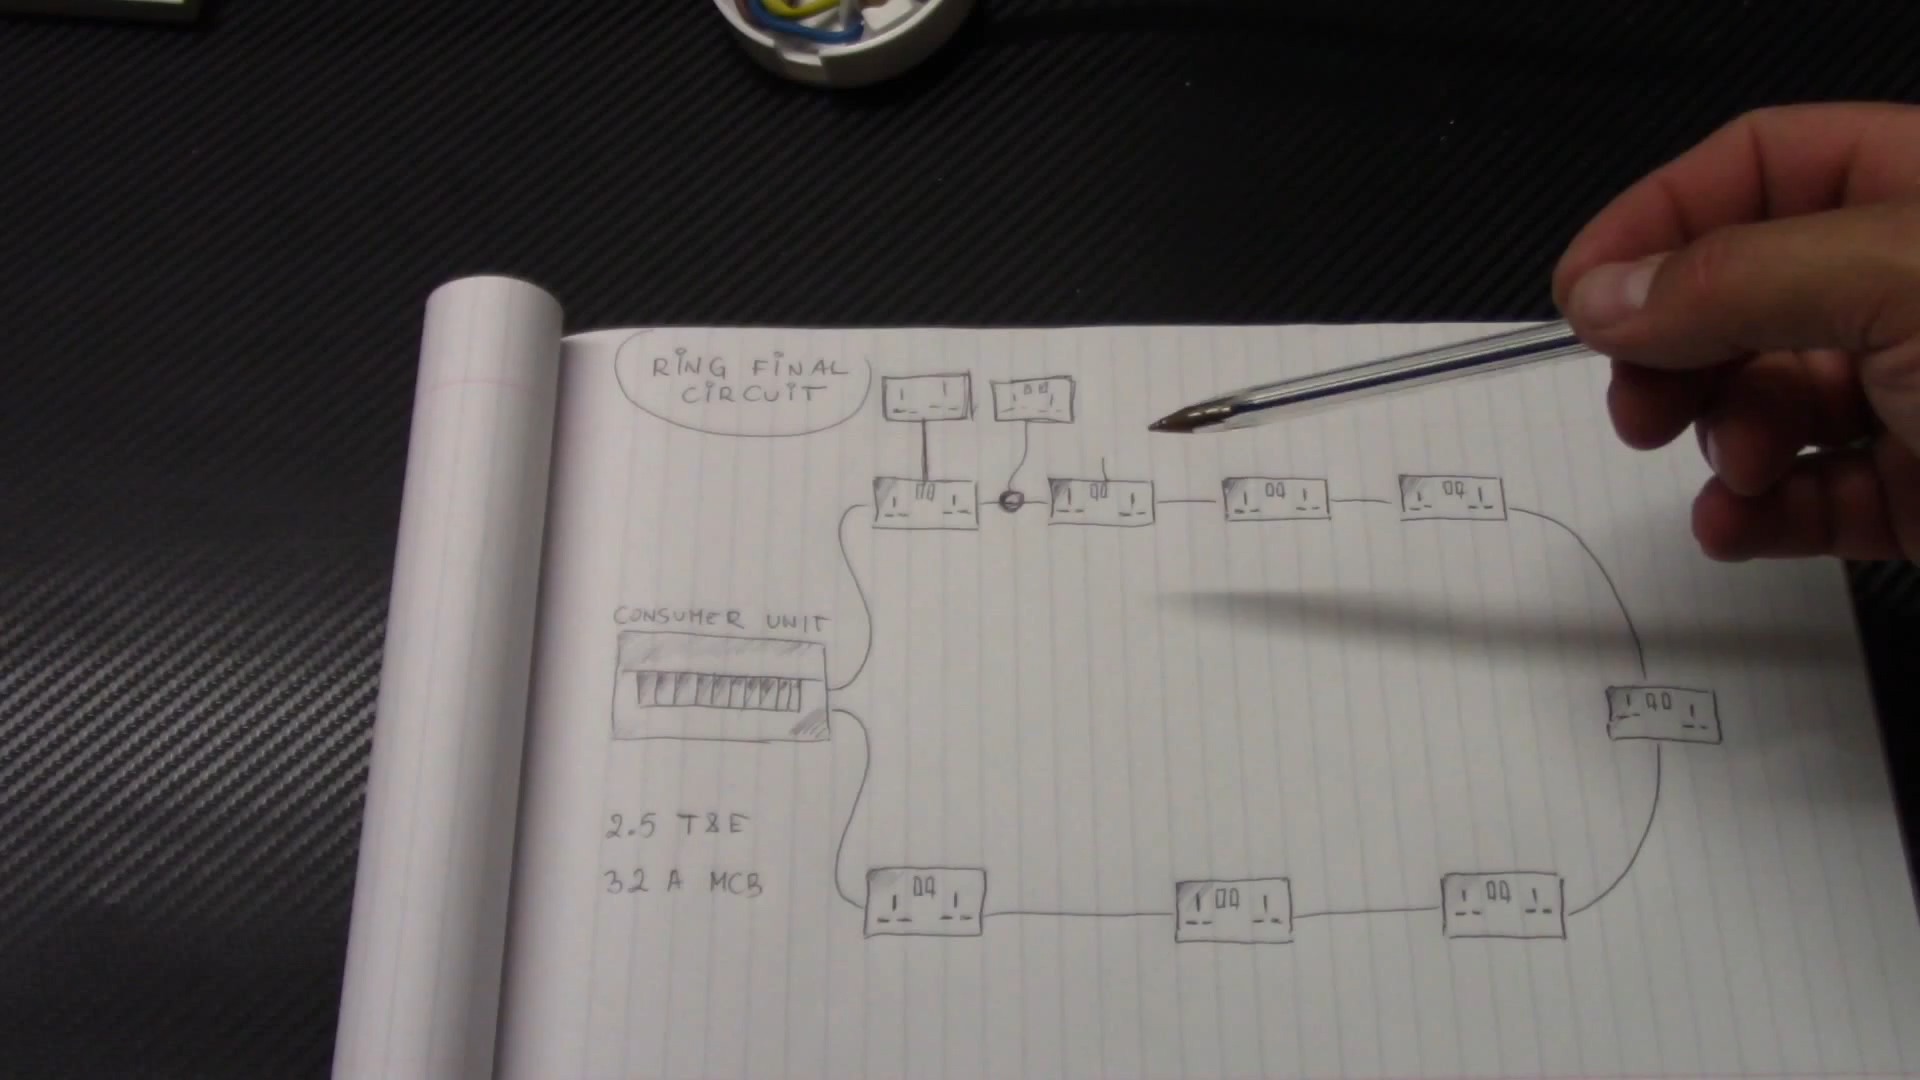 RING FINAL
CIRCUIT
CONSUMER UNIT
2.5 T&E
32 A MCB